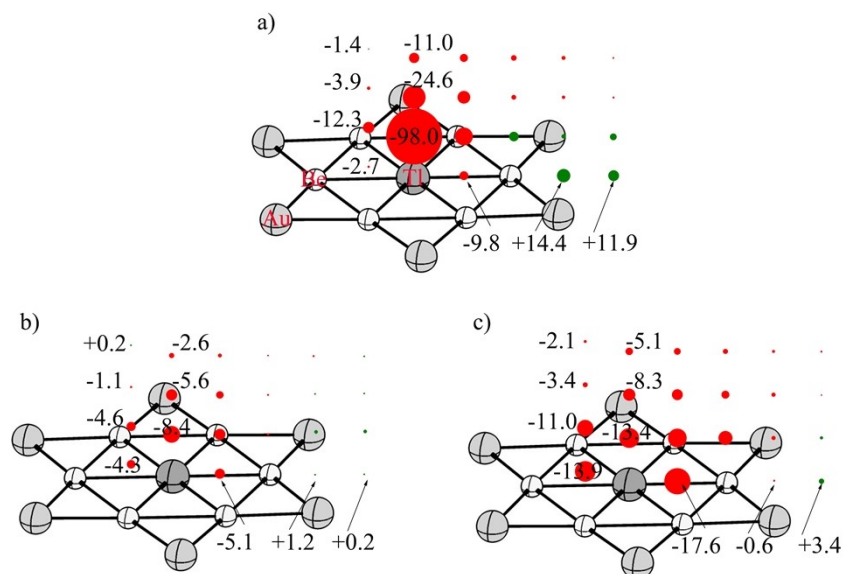 a)
-1.4 -11.0
-3.9 -24.6
-12.3 -98.0
Be -2.7 Tl
Au
-9.8 +14.4 +11.9
b)
+0.2 -2.6
-1.1 -5.6
-4.6 -8.4
-4.3
-5.1 +1.2 +0.2
c)
-2.1 -5.1
-3.4 -8.3
-11.0 -13.4
-13.9
-17.6 -0.6 +3.4